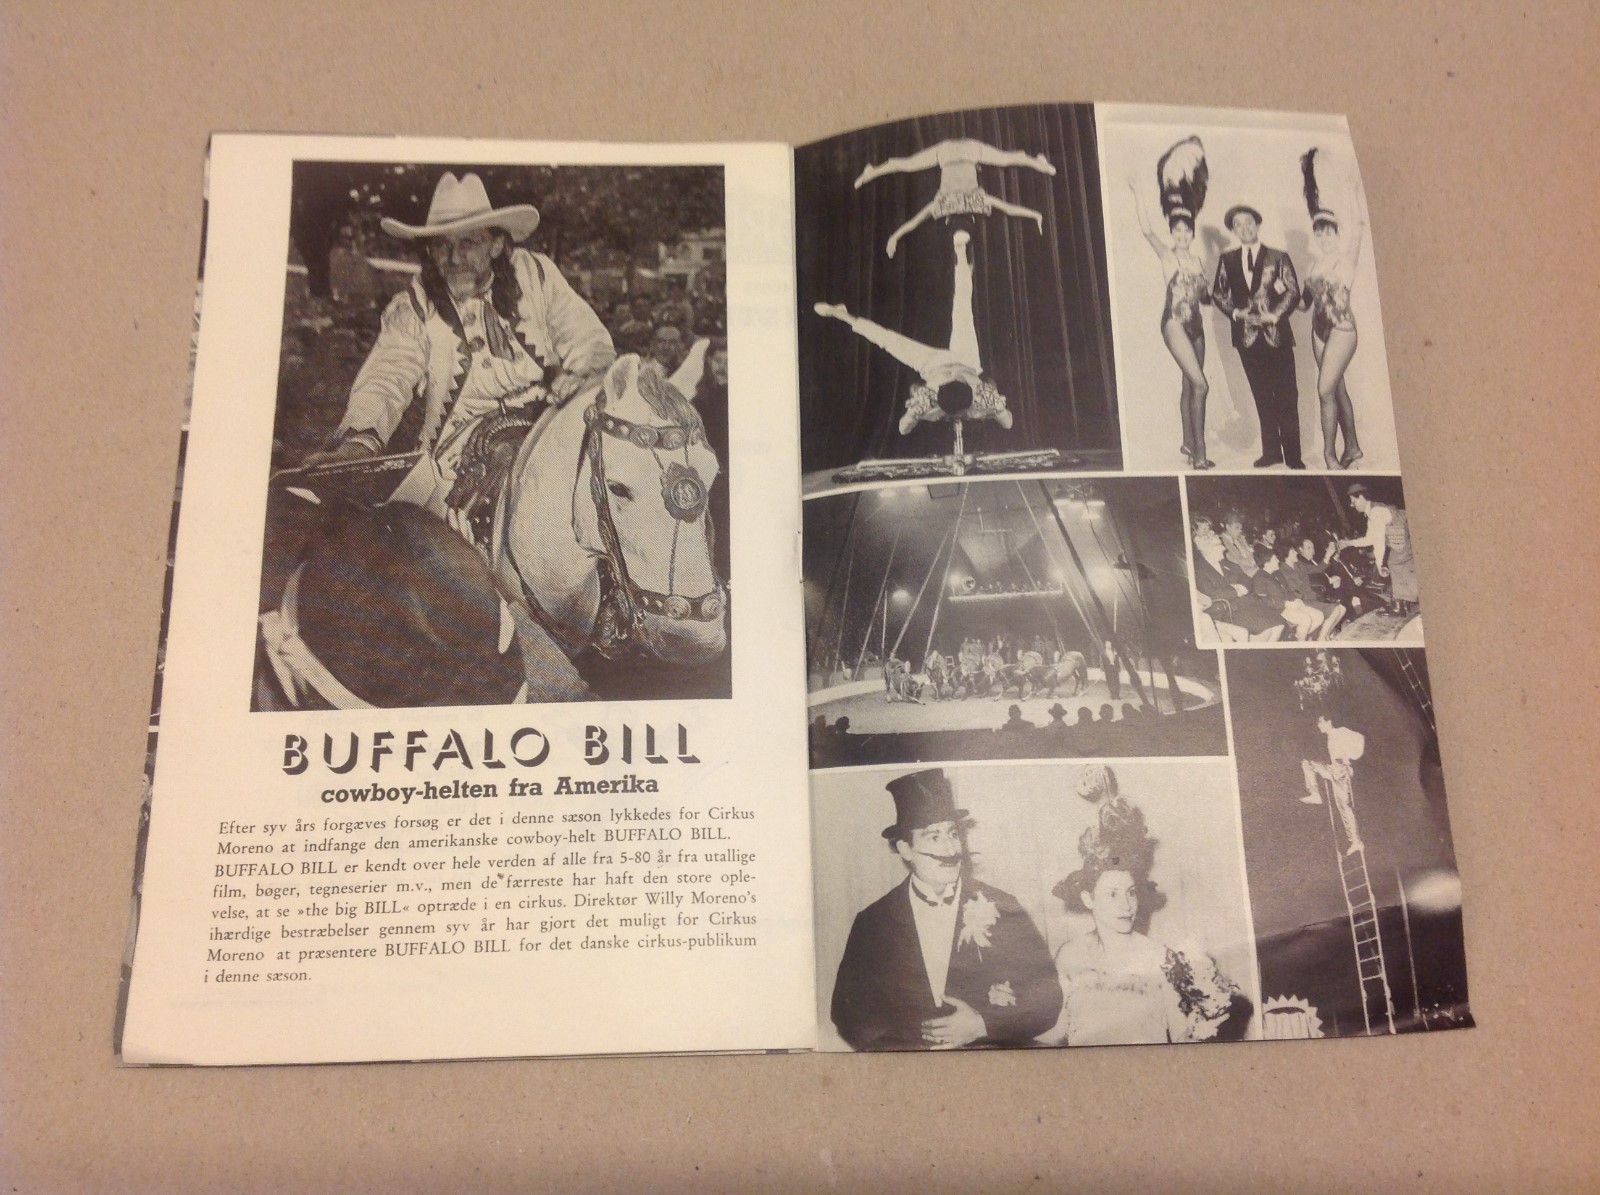 BUFFALO BILL
cowboy-helten fra Amerika
Efter syv års forgæves forsøg er det i denne sæson lykkedes for Cirkus
Moreno at indfange den amerikanske cowboy-helt BUFFALO BILL.
BUFFALO BILL er kendt over hele verden af alle fra 5-80 år fra utallige
film, bøger, tegneserier m.v., men de færreste har haft den store ople-
velse, at se »the big BILL« optræde i en cirkus. Direktør Willy Moreno's
ihærdige bestræbelser gennem syv år har gjort det muligt for Cirkus
Moreno at præsentere BUFFALO BILL for det danske cirkus-publikum
i denne sæson.